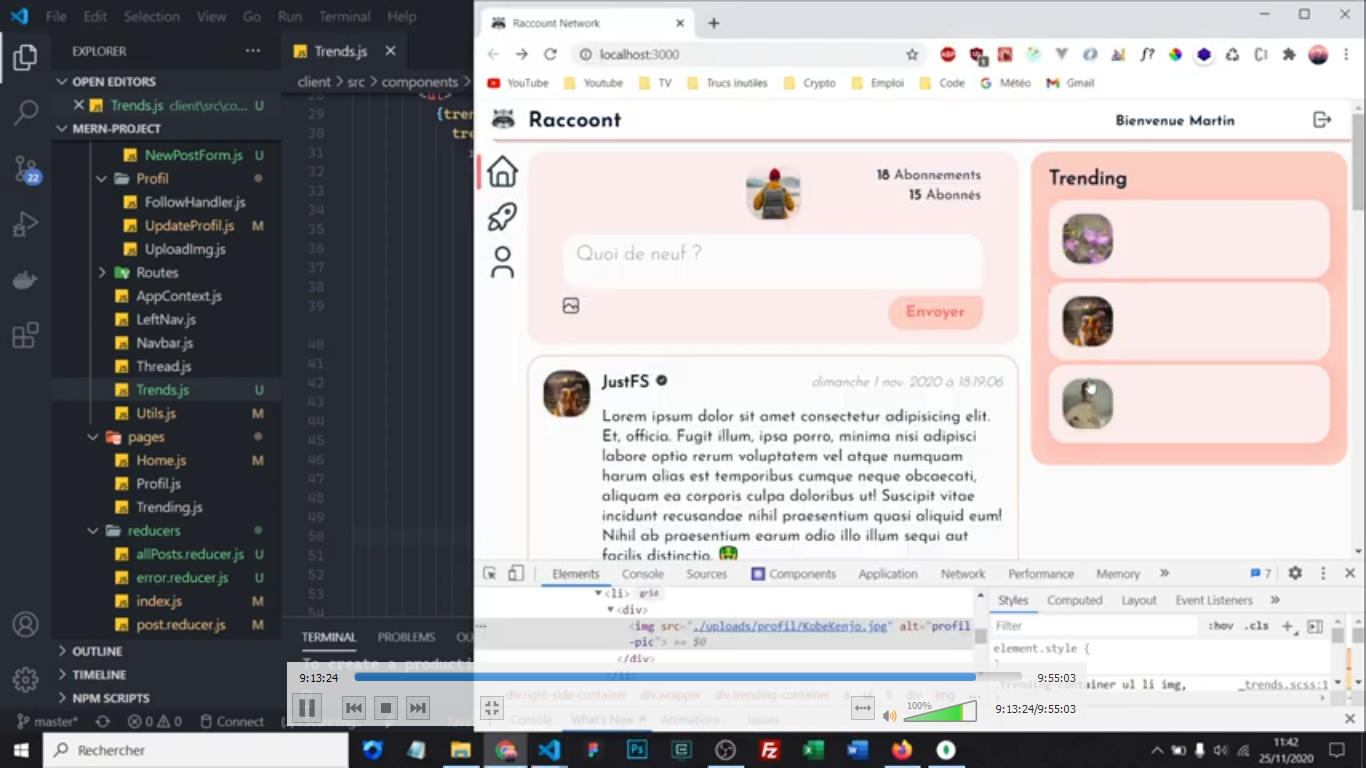 File Edit Selection View Go Run Terminal Help
EXPLORER
OPEN EDITORS
Trends.js client\src\co... U
MERN-PROJECT
NewPostForm.js U
Profil
FollowHandler.js
UpdateProfil.js M
UploadImg.js
Routes
AppContext.js
LeftNav.js
Navbar.js
Thread.js
Trends.js U
Utils.js M
pages
Home.js M
Profil.js
Trending.js
reducers
allPosts.reducer.js U
error.reducer.js U
index.js M
post.reducer.js M
OUTLINE
TIMELINE
NPM SCRIPTS
22
master*
0 0
Connect
Trends.js
client > src > components >
<ul>
29 {tren
30 tre
31
32
33
34
35
36
37
38
39
40
41
42
43
44
45
46
47
48
49
50
51
52
53
54
TERMINAL PROBLEMS OU
To create a producti
Raccount Network
localhost:3000
YouTube Youtube TV Trucs inutiles Crypto Emploi Code Météo Gmail
Raccoont
Bienvenue Martin
18 Abonnements
15 Abonnés
Quoi de neuf ?
Envoyer
JustFS
dimanche 1 nov. 2020 à 18:19:06
Lorem ipsum dolor sit amet consectetur adipisicing elit.
Et, officia. Fugit illum, ipsa porro, minima nisi adipisci
labore optio rerum voluptatem vel atque numquam
harum alias est temporibus cumque neque obcaecati,
aliquam ea corporis culpa doloribus ut! Suscipit vitae
incidunt recusandae nihil praesentium quasi aliquid eum!
Nihil ab praesentium earum odio illo illum sequi aut
facilis distinctio.
Trending
Elements Console Sources Components Application Network Performance Memory 7
<li> grid
<div>
<img src="./uploads/profil/KobeKenjo.jpg" alt="profil
-pic"> == $0
</div>
</li>
div.right-side-container div.wrapper div.trending-container a ul li div img ...
Console What's New Animations Issues
Styles Computed Layout Event Listeners
Filter :hov .cls
element.style {
}
.trending-container ul li img, _trends.scss:1
9:13:24
9:55:03
100%
9:13:24/9:55:03
Rechercher
11:42
25/11/2020